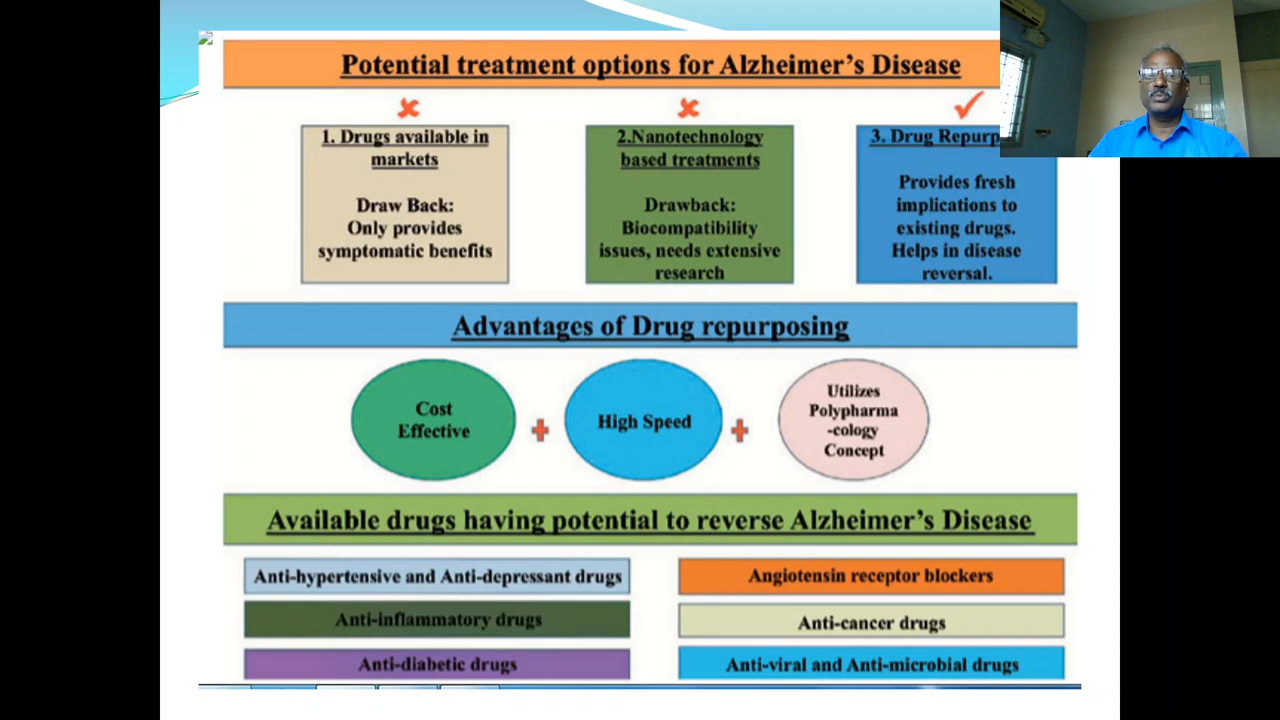 Potential treatment options for Alzheimer's Disease
1. Drugs available in
markets
Draw Back:
Only provides
symptomatic benefits
2.Nanotechnology
based treatments
Drawback:
Biocompatibility
issues, needs extensive
research
3. Drug Repurp
Provides fresh
implications to
existing drugs.
Helps in disease
reversal.
Advantages of Drug repurposing
Cost
Effective
High Speed
Utilizes
Polypharma
-cology
Concept
Available drugs having potential to reverse Alzheimer's Disease
Anti-hypertensive and Anti-depressant drugs
Angiotensin receptor blockers
Anti-inflammatory drugs
Anti-cancer drugs
Anti-diabetic drugs
Anti-viral and Anti-microbial drugs